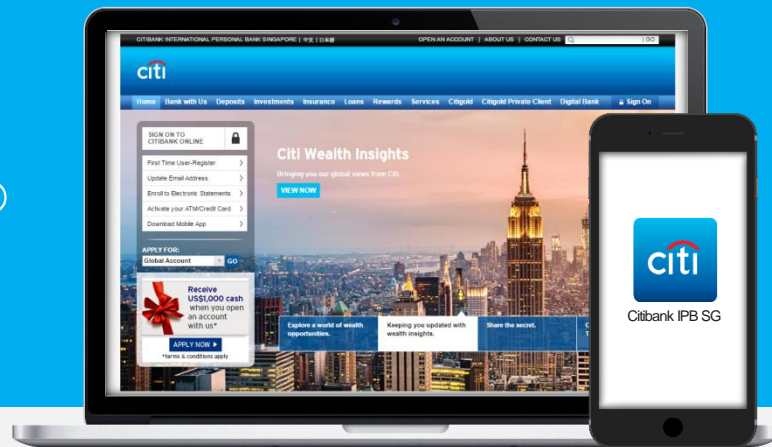 CITIBANK INTERNATIONAL PERSONAL BANK SINGAPORE | 中文 | 日本語
OPEN AN ACCOUNT | ABOUT US | CONTACT US
GO
citi
Home Bank with Us Deposits Investments Insurance Loans Rewards Services Citigold Citigold Private Client Digital Bank Sign On
SIGN ON TO
CITIBANK ONLINE
First Time User-Register
Update Email Address
Enroll to Electronic Statements
Activate your ATM/Credit Card
Download Mobile App
APPLY FOR:
Global Account GO
Receive
US$1,000 cash
when you open
an account
with us*
APPLY NOW
*terms & conditions apply
Citi Wealth Insights
Bringing you our global views from Citi.
VIEW NOW
Explore a world of wealth
opportunities.
Keeping you updated with
wealth insights.
Share the secret.
citi
Citibank IPB SG